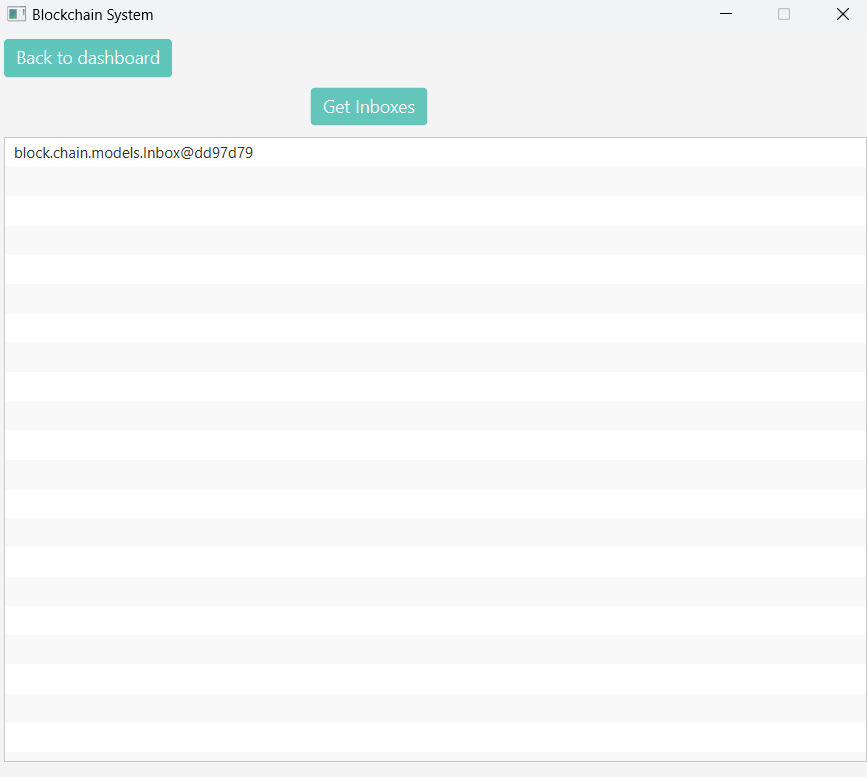 Blockchain System
Back to dashboard
Get Inboxes
block.chain.models.Inbox@dd97d79